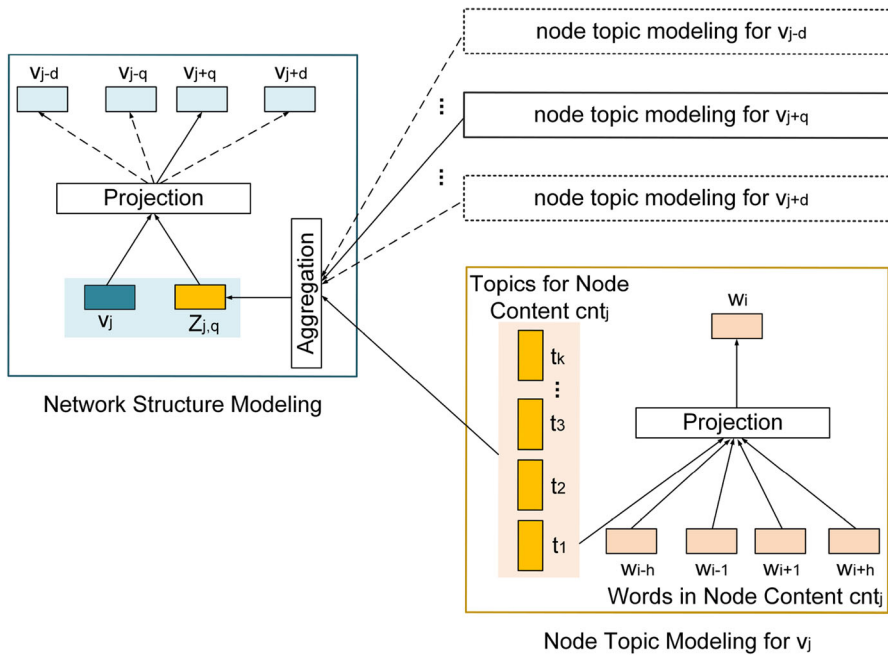 node topic modeling for vj-d
⋮
node topic modeling for vj+q
⋮
node topic modeling for vj+d
vj-d vj-q vj+q vj+d
Projection
Aggregation
vj Zj,q
Network Structure Modeling
Topics for Node
Content cntj
tk
⋮
t3
t2
t1
wi
Projection
wi-h wi-1 wi+1 wi+h
Words in Node Content cntj
Node Topic Modeling for vj